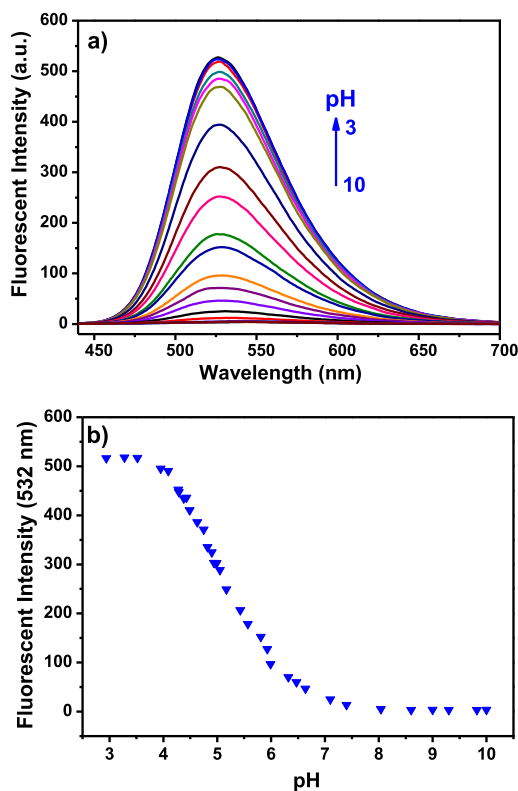 a)
Fluorescent Intensity (a.u.)
600
500
400
300
200
100
0
pH
3
10
450 500 550 600 650 700
Wavelength (nm)
b)
Fluorescent Intensity (532 nm)
600
500
400
300
200
100
0
3 4 5 6 7 8 9 10
pH